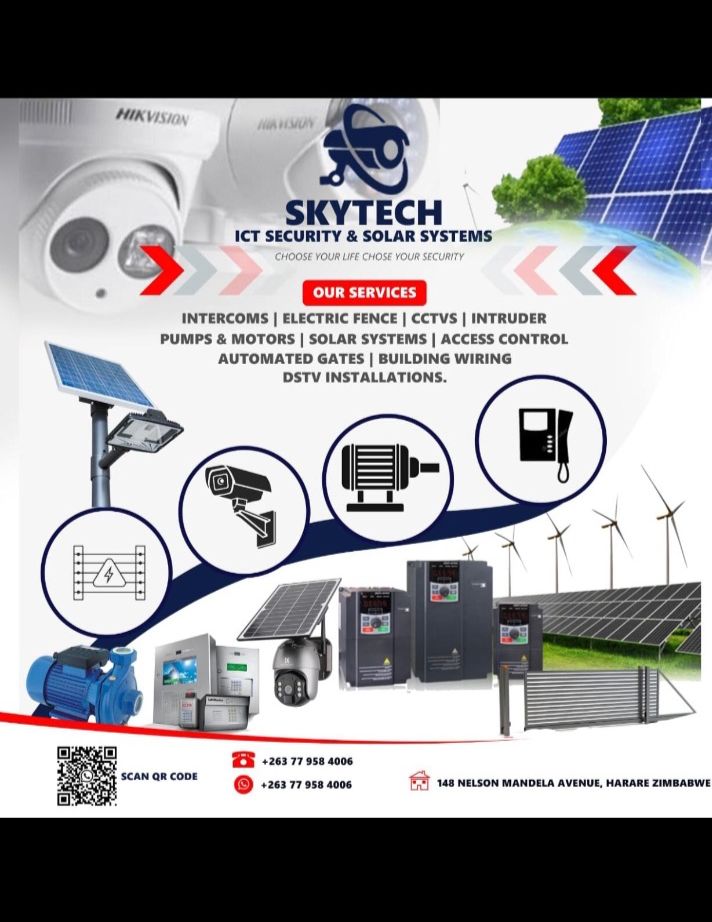 HIKVISION
HIKVISION
SKYTECH
ICT SECURITY & SOLAR SYSTEMS
CHOOSE YOUR LIFE CHOSE YOUR SECURITY
OUR SERVICES
INTERCOMS | ELECTRIC FENCE | CCTVS | INTRUDER
PUMPS & MOTORS | SOLAR SYSTEMS | ACCESS CONTROL
AUTOMATED GATES | BUILDING WIRING
DSTV INSTALLATIONS.
SCAN QR CODE
+263 77 958 4006
+263 77 958 4006
148 NELSON MANDELA AVENUE, HARARE ZIMBABWE